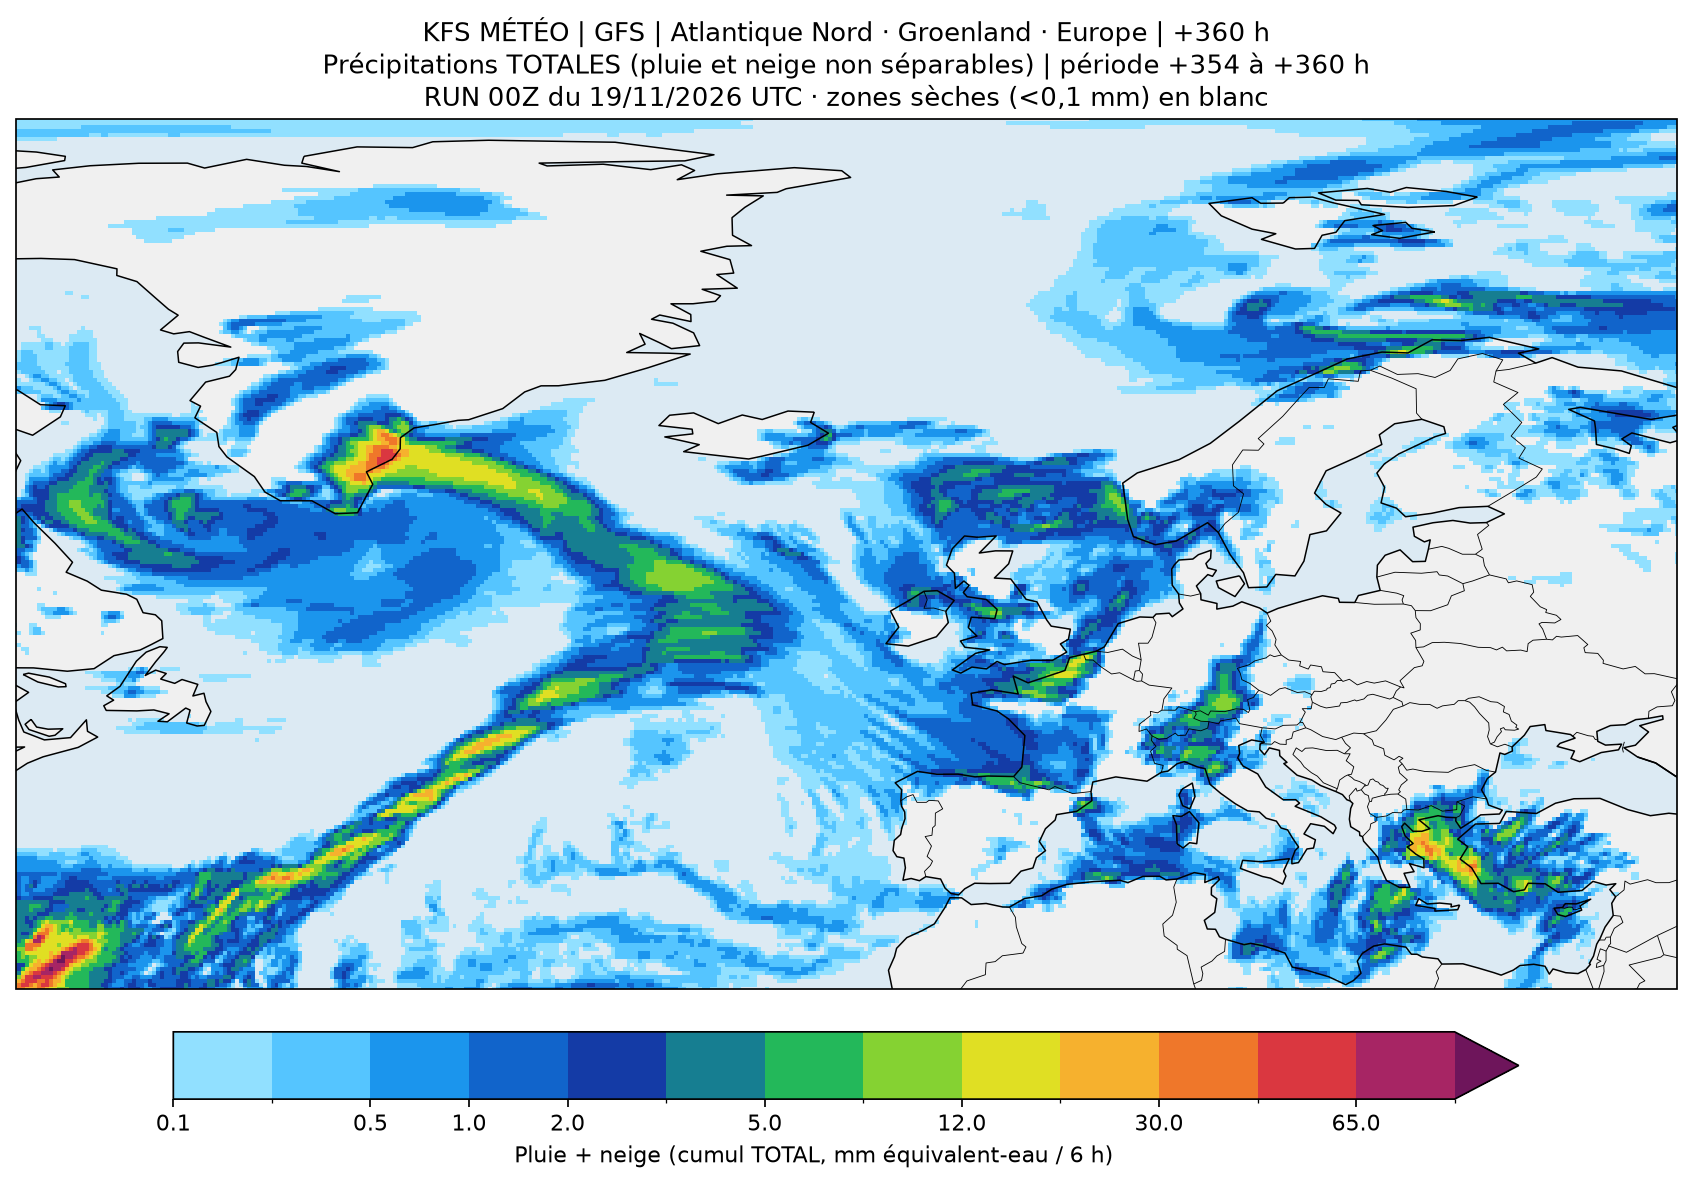 KFS MÉTÉO | GFS | Atlantique Nord · Groenland · Europe | +360 h
Précipitations TOTALES (pluie et neige non séparables) | période +354 à +360 h
RUN 00Z du 19/11/2026 UTC · zones sèches (<0,1 mm) en blanc
0.1 0.5 1.0 2.0 5.0 12.0 30.0 65.0
Pluie + neige (cumul TOTAL, mm équivalent-eau / 6 h)